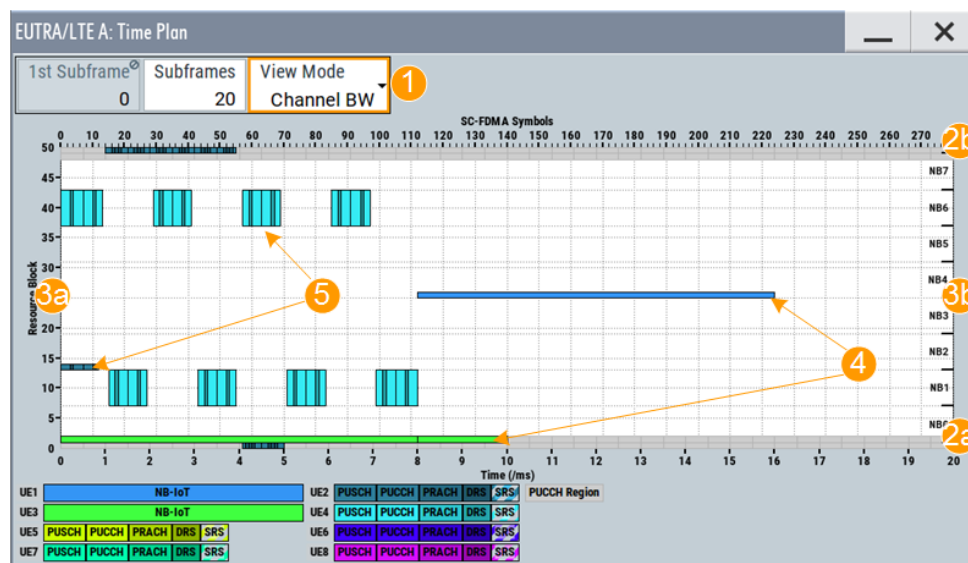 EUTRA/LTE A: Time Plan
1st Subframe Subframes View Mode
0 20 Channel BW 1
SC-FDMA Symbols
0 10 20 30 40 50 60 70 80 90 100 110 120 130 140 150 160 170 180 190 200 210 220 230 240 250 260 270
2b
50
NB7
45
40 NB6
35
NB5
30
NB4
3a Resource Block 5 3b
NB3
20
NB2
15
4
10 NB1
5
2a
0
0 1 2 3 4 5 6 7 8 9 10 11 12 13 14 15 16 17 18 19 20
Time (/ms)
UE1 NB-IoT UE2 PUSCH PUCCH PRACH DRS SRS PUCCH Region
UE3 NB-IoT UE4 PUSCH PUCCH PRACH DRS SRS
UE5 PUSCH PUCCH PRACH DRS SRS UE6 PUSCH PUCCH PRACH DRS SRS
UE7 PUSCH PUCCH PRACH DRS SRS UE8 PUSCH PUCCH PRACH DRS SRS